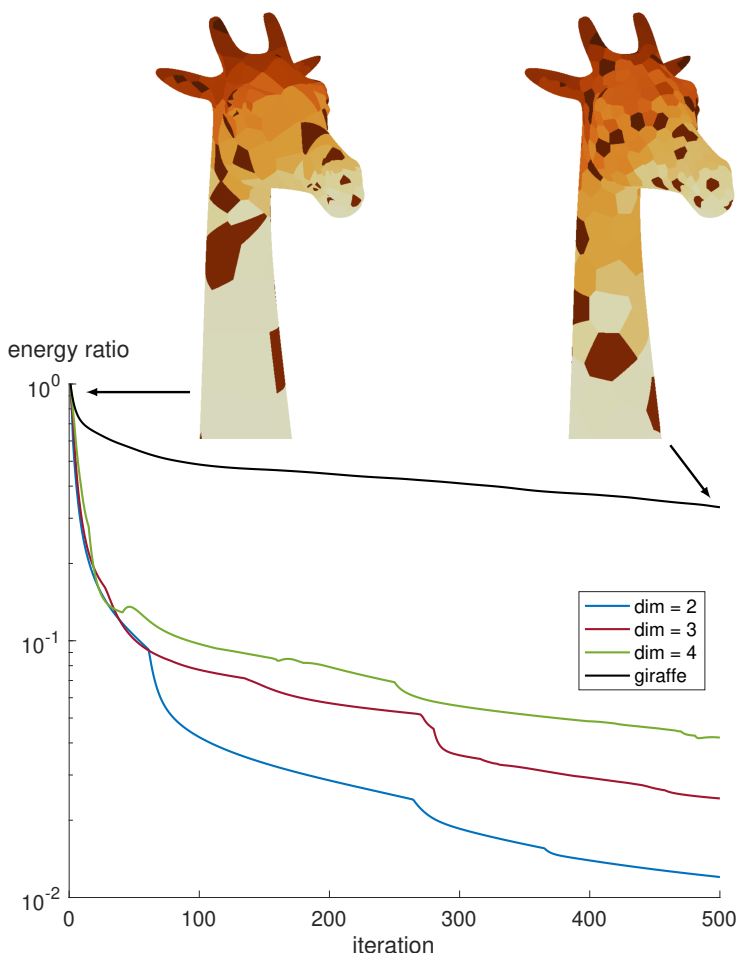 energy ratio
10^0
10^-1
10^-2
dim = 2
dim = 3
dim = 4
giraffe
0 100 200 300 400 500
iteration